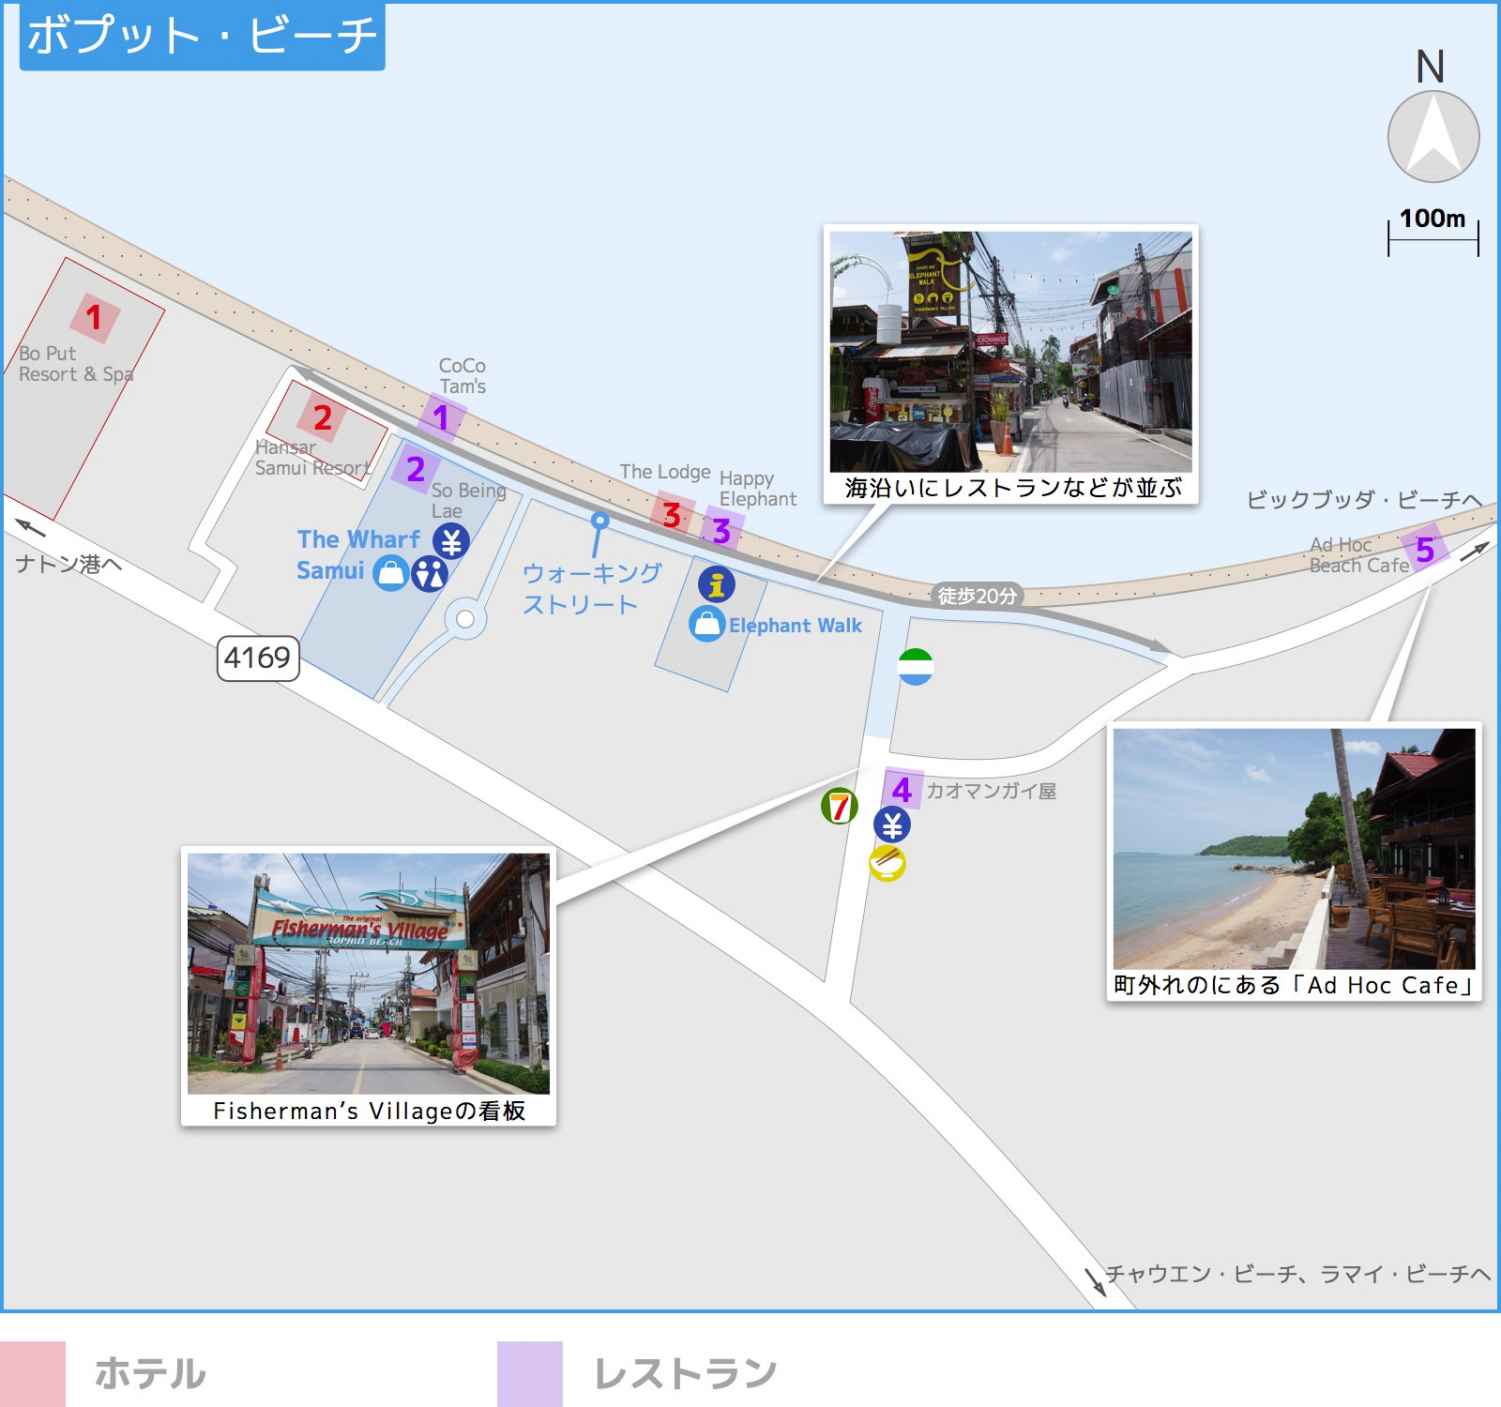 ボプット・ビーチ
N
100m
1
Bo Put
Resort & Spa
2
Hansar
Samui Resort
CoCo
Tam's
1
2
So Being
Lae
The Wharf
Samui
¥
ナトン港へ
4169
ウォーキング
ストリート
The Lodge
3
Happy
Elephant
3
i
Elephant Walk
ELEPHANT
WALK
海沿いにレストランなどが並ぶ
徒歩20分
ビックブッダ・ビーチへ
Ad Hoc
Beach Cafe
5
7
4
カオマンガイ屋
¥
The original
Fisherman's Village
BOPHUT BEACH
Fisherman’s Villageの看板
町外れのにある「Ad Hoc Cafe」
チャウエン・ビーチ、ラマイ・ビーチへ
ホテル
レストラン